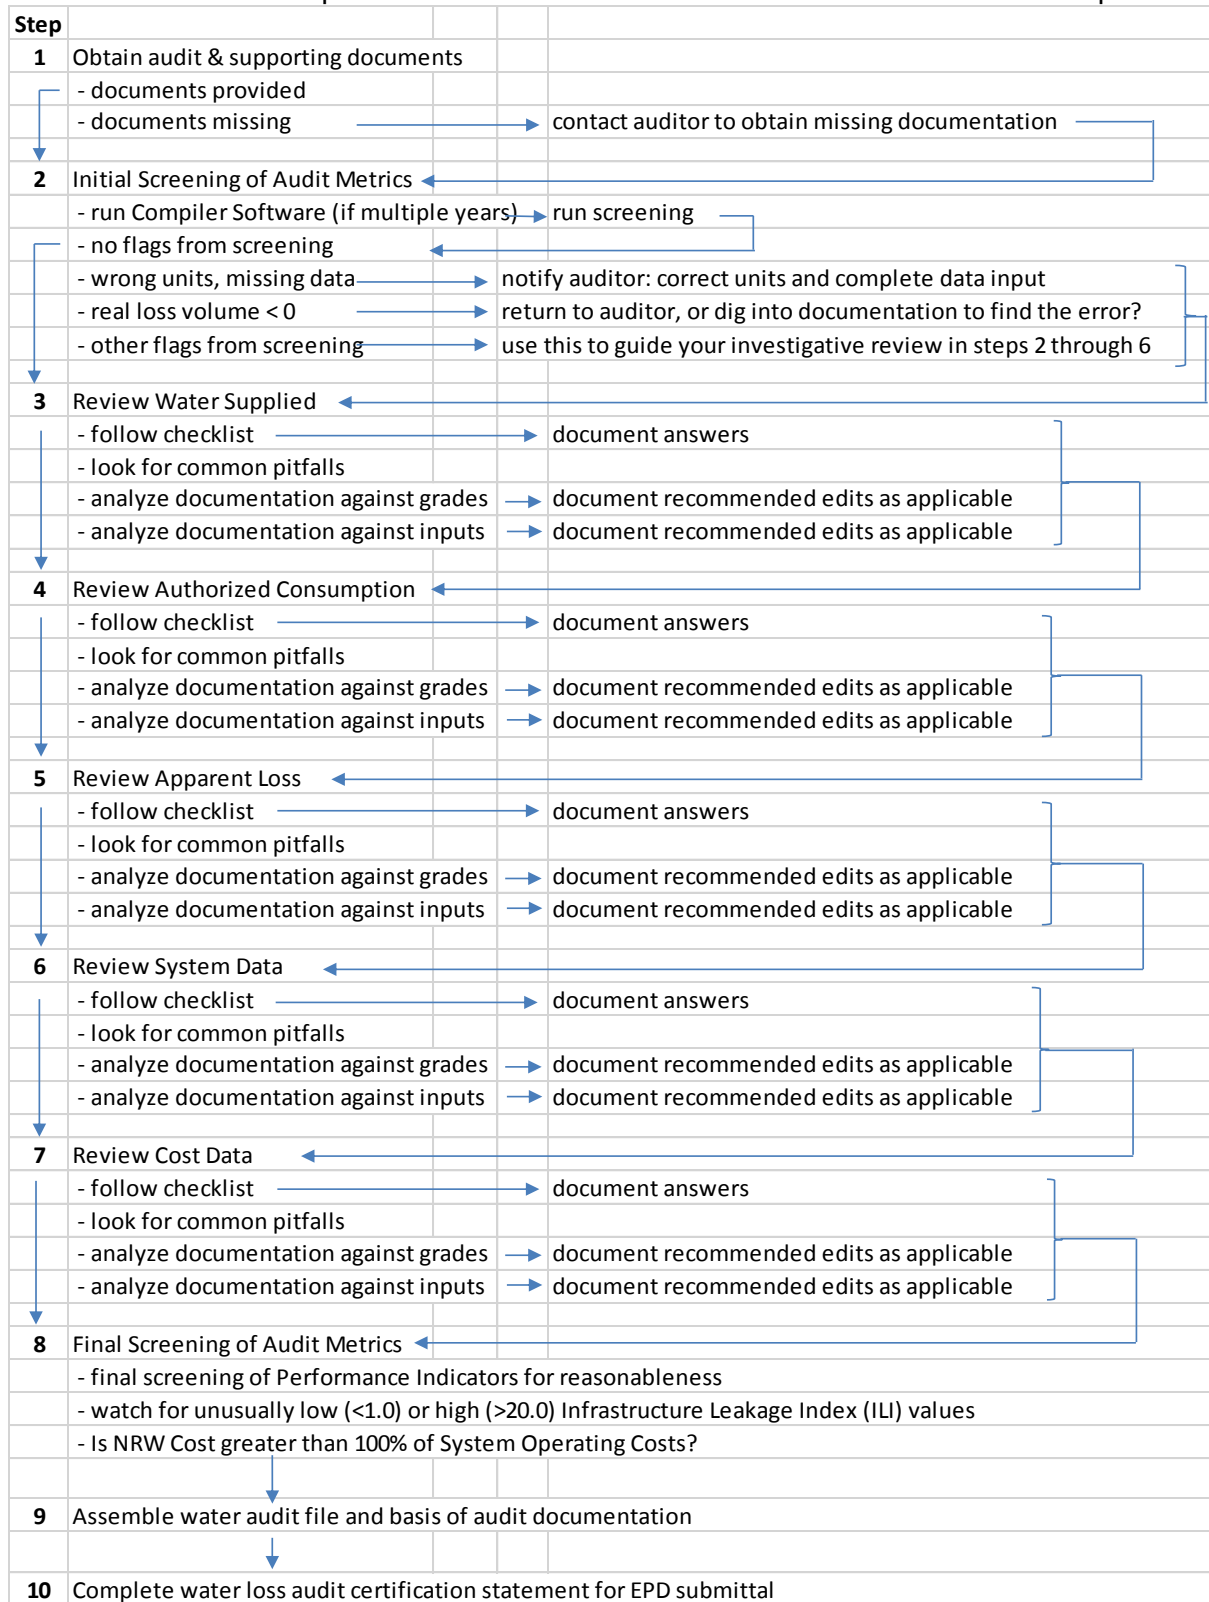 Step
1 Obtain audit & supporting documents
- documents provided
- documents missing contact auditor to obtain missing documentation
2 Initial Screening of Audit Metrics
- run Compiler Software (if multiple years) run screening
- no flags from screening
- wrong units, missing data notify auditor: correct units and complete data input
- real loss volume < 0 return to auditor, or dig into documentation to find the error?
- other flags from screening use this to guide your investigative review in steps 2 through 6
3 Review Water Supplied
- follow checklist document answers
- look for common pitfalls
- analyze documentation against grades document recommended edits as applicable
- analyze documentation against inputs document recommended edits as applicable
4 Review Authorized Consumption
- follow checklist document answers
- look for common pitfalls
- analyze documentation against grades document recommended edits as applicable
- analyze documentation against inputs document recommended edits as applicable
5 Review Apparent Loss
- follow checklist document answers
- look for common pitfalls
- analyze documentation against grades document recommended edits as applicable
- analyze documentation against inputs document recommended edits as applicable
6 Review System Data
- follow checklist document answers
- look for common pitfalls
- analyze documentation against grades document recommended edits as applicable
- analyze documentation against inputs document recommended edits as applicable
7 Review Cost Data
- follow checklist document answers
- look for common pitfalls
- analyze documentation against grades document recommended edits as applicable
- analyze documentation against inputs document recommended edits as applicable
8 Final Screening of Audit Metrics
- final screening of Performance Indicators for reasonableness
- watch for unusually low (<1.0) or high (>20.0) Infrastructure Leakage Index (ILI) values
- Is NRW Cost greater than 100% of System Operating Costs?
9 Assemble water audit file and basis of audit documentation
10 Complete water loss audit certification statement for EPD submittal